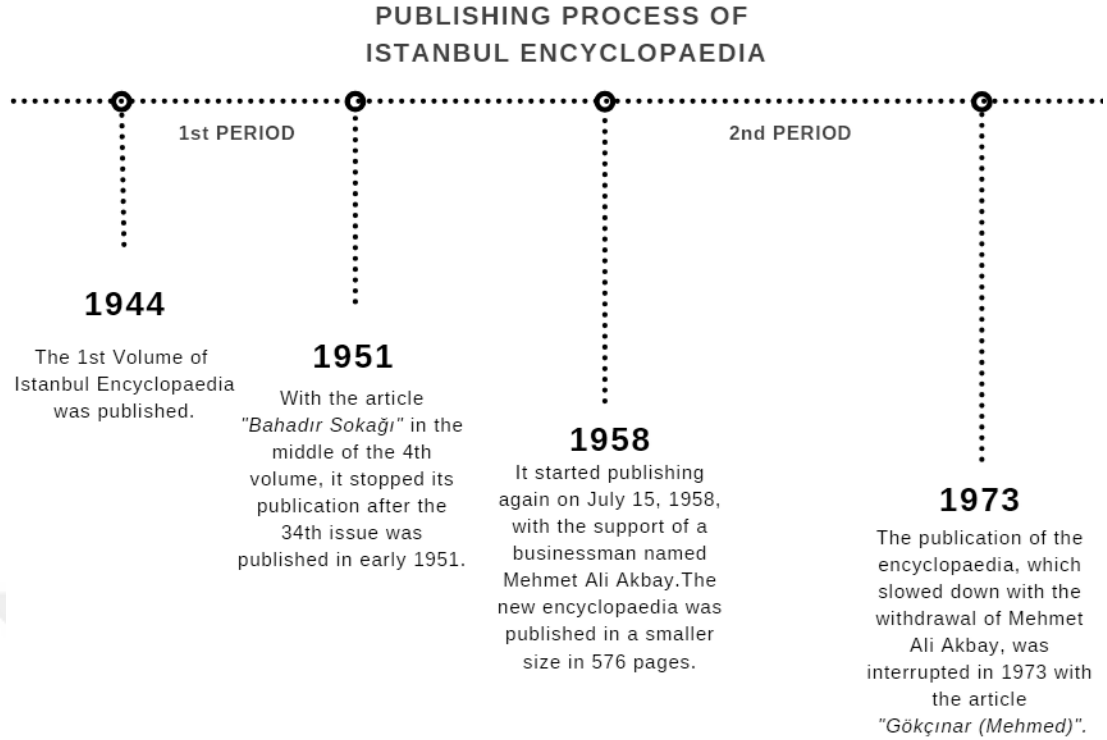 PUBLISHING PROCESS OF
ISTANBUL ENCYCLOPAEDIA
1st PERIOD
2nd PERIOD
1944
The 1st Volume of
Istanbul Encyclopaedia
was published.
1951
With the article
"Bahadır Sokağı" in the
middle of the 4th
volume, it stopped its
publication after the
34th issue was
published in early 1951.
1958
It started publishing
again on July 15, 1958,
with the support of a
businessman named
Mehmet Ali Akbay.The
new encyclopaedia was
published in a smaller
size in 576 pages.
1973
The publication of the
encyclopaedia, which
slowed down with the
withdrawal of Mehmet
Ali Akbay, was
interrupted in 1973 with
the article
"Gökçınar (Mehmed)".